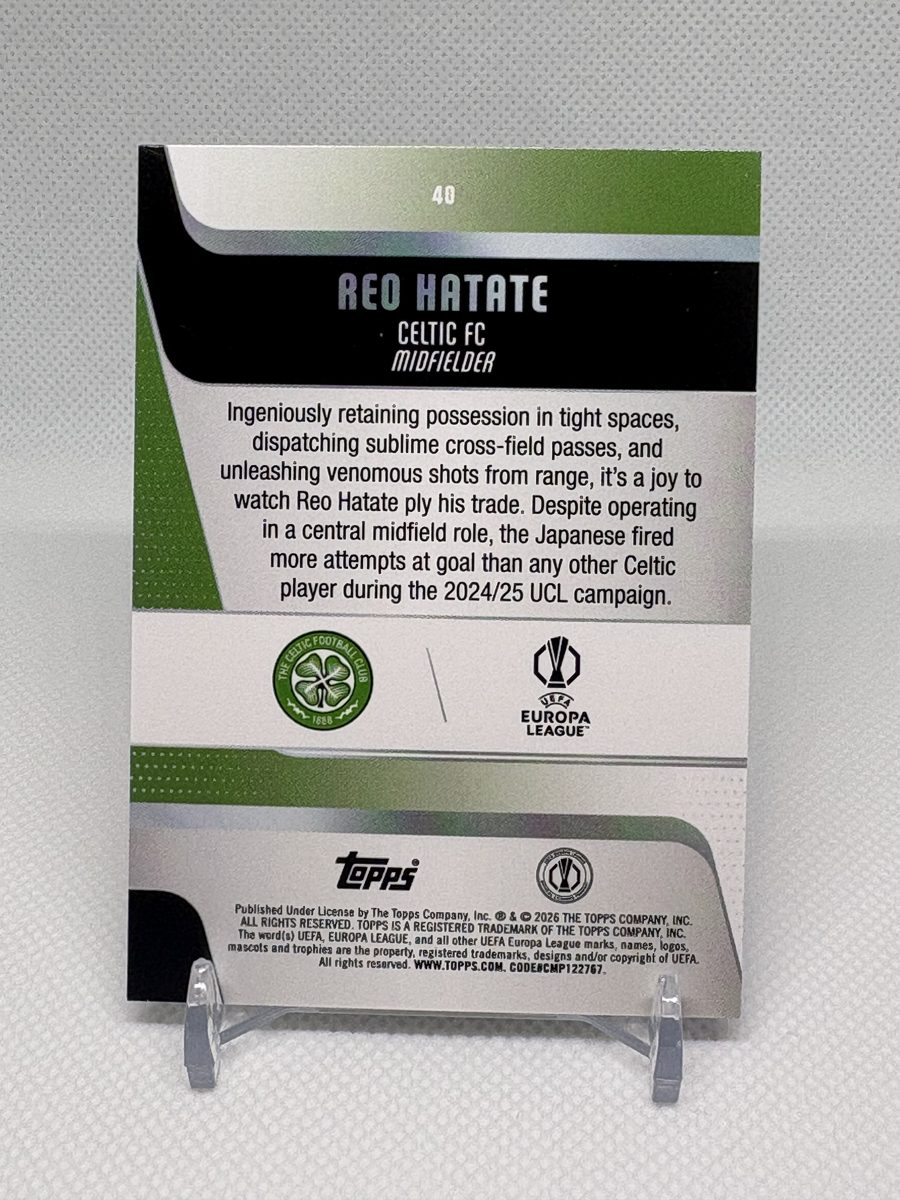 40
REO HATATE
CELTIC FC
MIDFIELDER
Ingeniously retaining possession in tight spaces,
dispatching sublime cross-field passes, and
unleashing venomous shots from range, it's a joy to
watch Reo Hatate ply his trade. Despite operating
in a central midfield role, the Japanese fired
more attempts at goal than any other Celtic
player during the 2024/25 UCL campaign.
THE CELTIC FOOTBALL CLUB
1888
UEFA
EUROPA
LEAGUE™
topps®
Published Under License by The Topps Company, Inc. ® & © 2026 THE TOPPS COMPANY, INC.
ALL RIGHTS RESERVED. TOPPS IS A REGISTERED TRADEMARK OF THE TOPPS COMPANY, INC.
The word(s) UEFA, EUROPA LEAGUE, and all other UEFA Europa League marks, names, logos,
mascots and trophies are the property, registered trademarks, designs and/or copyright of UEFA.
All rights reserved. WWW.TOPPS.COM. CODE#CMP122767.